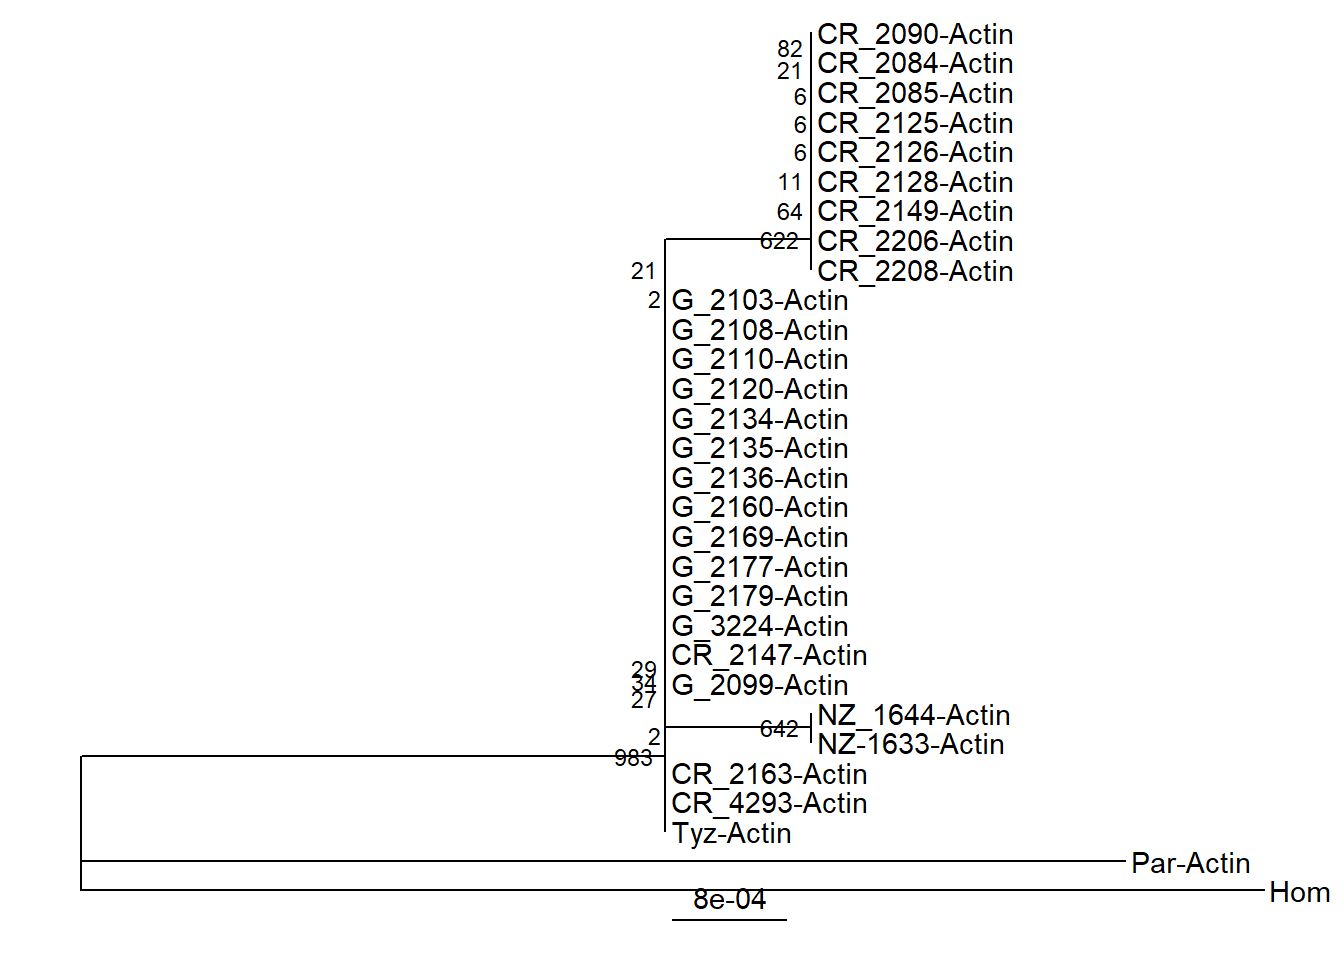 CR_2090-Actin
82
CR_2084-Actin
21
CR_2085-Actin
6
CR_2125-Actin
6
CR_2126-Actin
6
CR_2128-Actin
11
CR_2149-Actin
64
CR_2206-Actin
622
CR_2208-Actin
21
G_2103-Actin
2
G_2108-Actin
G_2110-Actin
G_2120-Actin
G_2134-Actin
G_2135-Actin
G_2136-Actin
G_2160-Actin
G_2169-Actin
G_2177-Actin
G_2179-Actin
G_3224-Actin
CR_2147-Actin
29
34
G_2099-Actin
27
NZ_1644-Actin
642
2
NZ-1633-Actin
983
CR_2163-Actin
CR_4293-Actin
Tyz-Actin
Par-Actin
Hom
8e-04